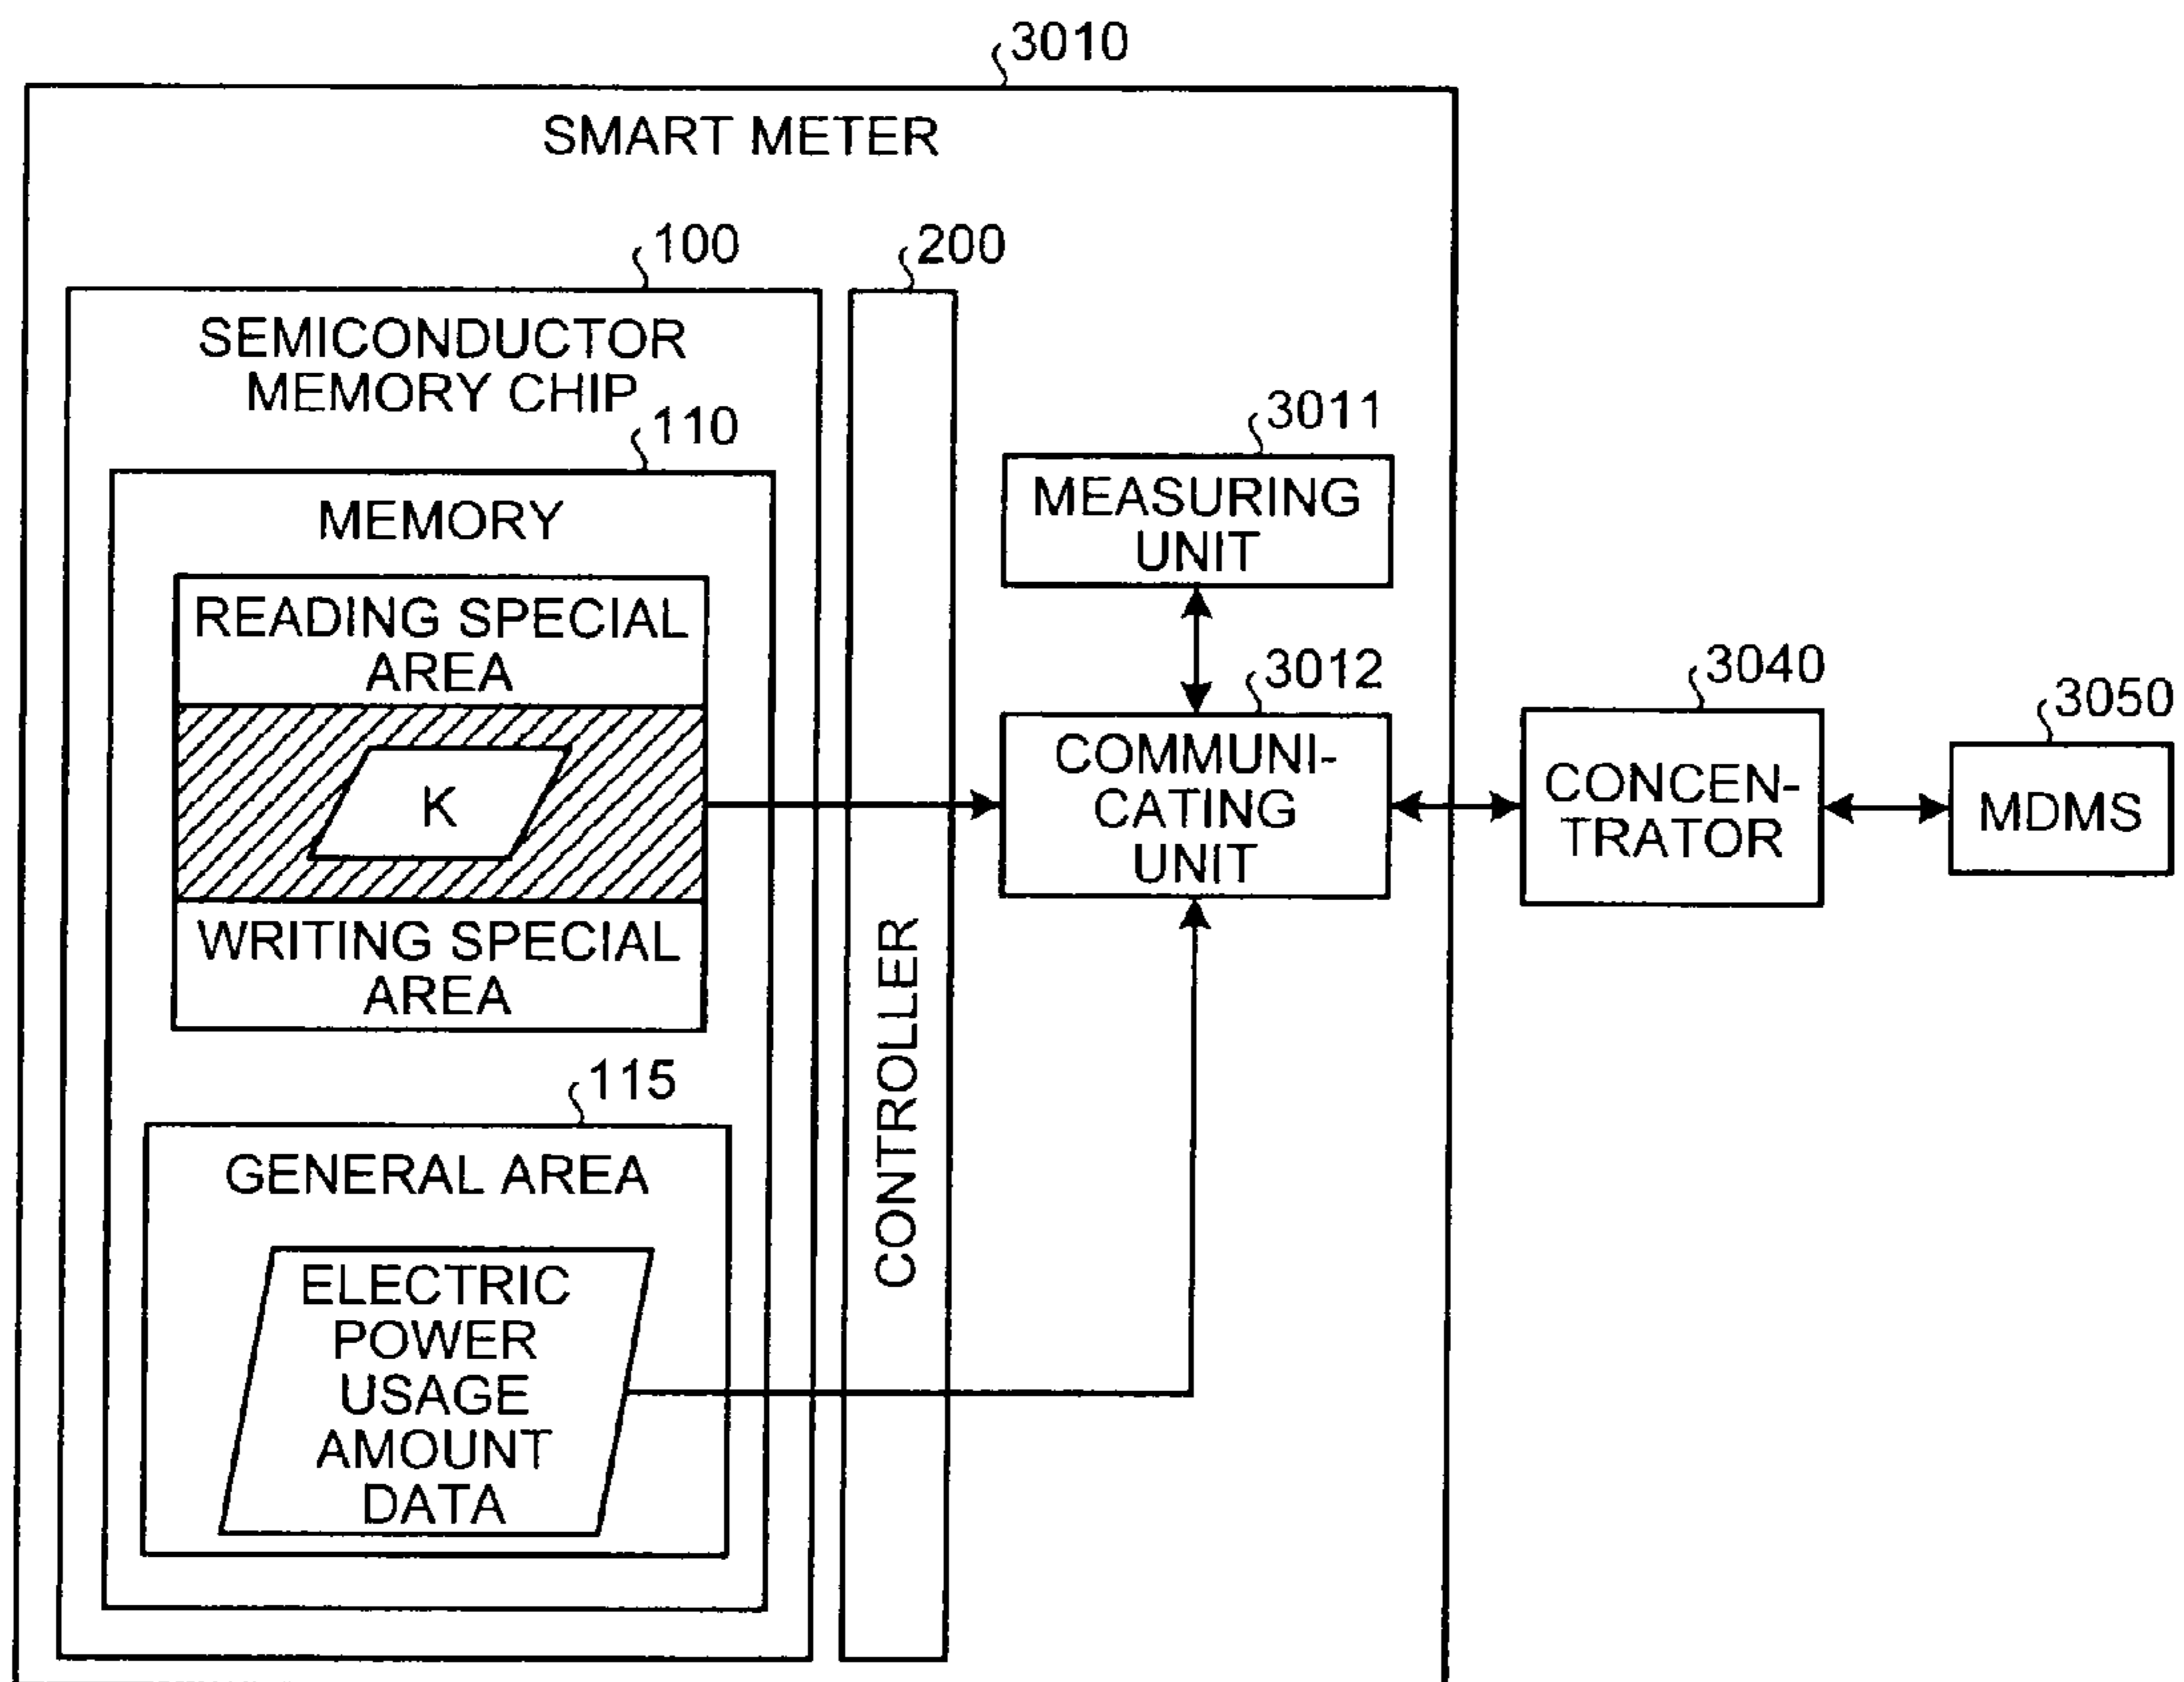 3010
SMART METER
100
200
SEMICONDUCTOR
MEMORY CHIP
110
MEMORY
READING SPECIAL
AREA
K
WRITING SPECIAL
AREA
115
GENERAL AREA
ELECTRIC
POWER
USAGE
AMOUNT
DATA
CONTROLLER
3011
MEASURING
UNIT
3012
COMMUNI-
CATING
UNIT
3040
CONCEN-
TRATOR
3050
MDMS